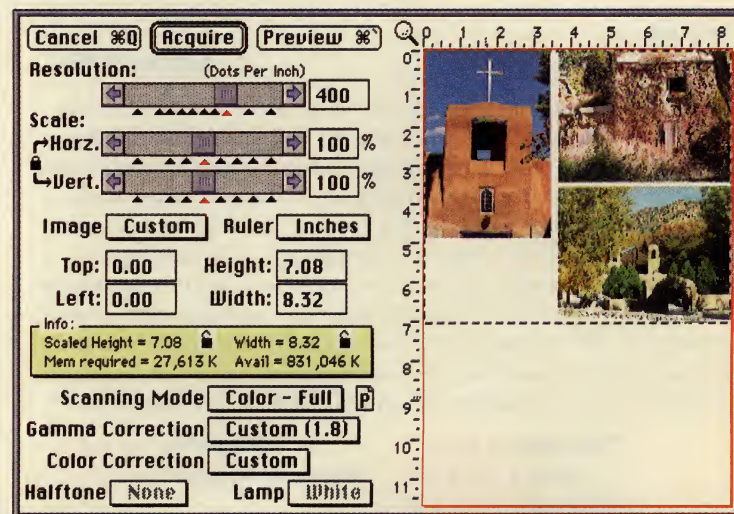 Cancel ⌘Q Acquire Preview ⌘`
Resolution: (Dots Per Inch)
400
Scale:
Horz. 100 %
Vert. 100 %
Image Custom Ruler Inches
Top: 0.00 Height: 7.08
Left: 0.00 Width: 8.32
Info:
Scaled Height = 7.08 Width = 8.32
Mem required = 27,613 K Avail = 831,046 K
Scanning Mode Color - Full P
Gamma Correction Custom (1.8)
Color Correction Custom
Halftone None Lamp White
0 1 2 3 4 5 6 7 8
0
1
2
3
4
5
6
7
8
9
10
11